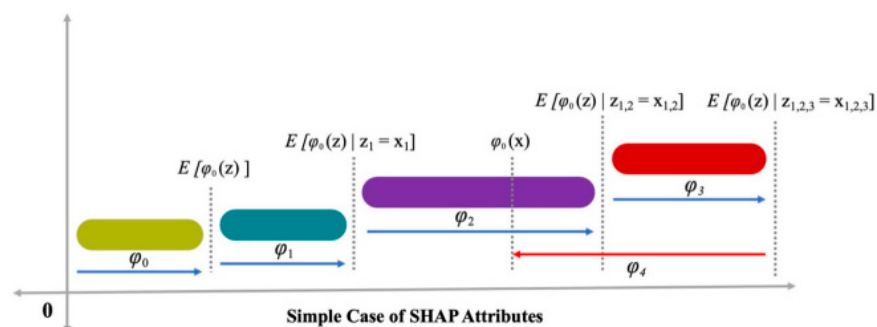 E [φ₀(z) | z₁,₂ = x₁,₂]
E [φ₀(z) | z₁,₂,₃ = x₁,₂,₃]
E [φ₀(z) | z₁ = x₁]
φ₀(x)
E [φ₀(z) ]
φ₃
φ₂
φ₁
φ₀
φ₄
0
Simple Case of SHAP Attributes